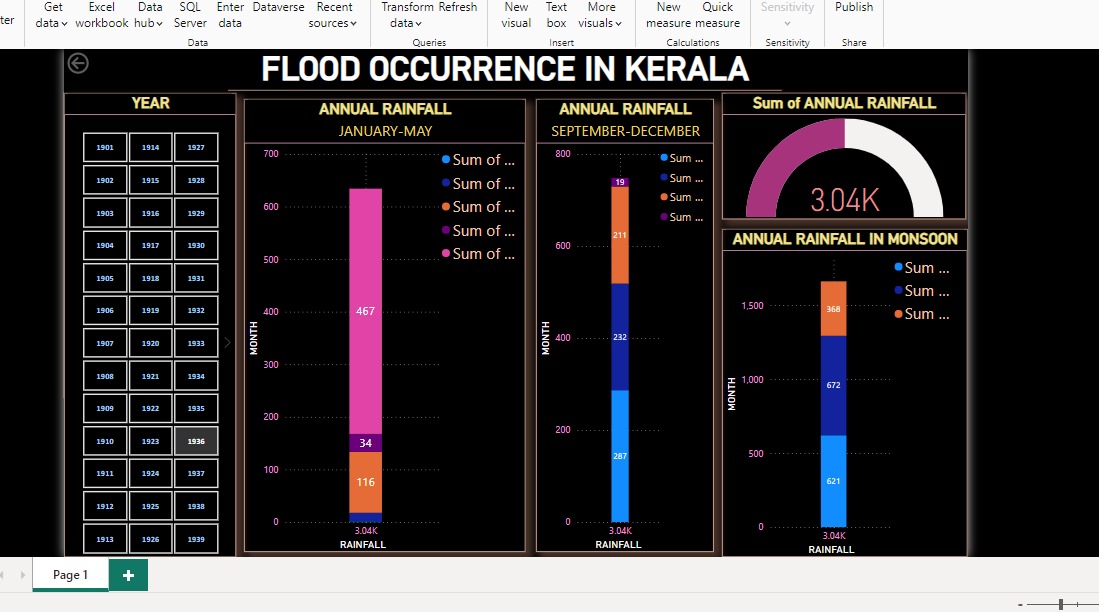 ter
Get data
Excel workbook
Data hub
SQL Server
Enter data
Dataverse
Recent sources
Data
Transform data
Refresh
Queries
New visual
Text box
More visuals
Insert
New measure
Quick measure
Calculations
Sensitivity
Sensitivity
Publish
Share
FLOOD OCCURRENCE IN KERALA
YEAR
1901 1914 1927
1902 1915 1928
1903 1916 1929
1904 1917 1930
1905 1918 1931
1906 1919 1932
1907 1920 1933
1908 1921 1934
1909 1922 1935
1910 1923 1936
1911 1924 1937
1912 1925 1938
1913 1926 1939
ANNUAL RAINFALL
JANUARY-MAY
Sum of ...
Sum of ...
Sum of ...
Sum of ...
Sum of ...
700
600
500
400
300
200
100
0
MONTH
467
34
116
3.04K
RAINFALL
ANNUAL RAINFALL
SEPTEMBER-DECEMBER
Sum ...
Sum ...
Sum ...
Sum ...
800
600
400
200
0
MONTH
19
211
232
287
3.04K
RAINFALL
Sum of ANNUAL RAINFALL
3.04K
ANNUAL RAINFALL IN MONSOON
Sum ...
Sum ...
Sum ...
1,500
1,000
500
0
MONTH
368
672
621
3.04K
RAINFALL
Page 1